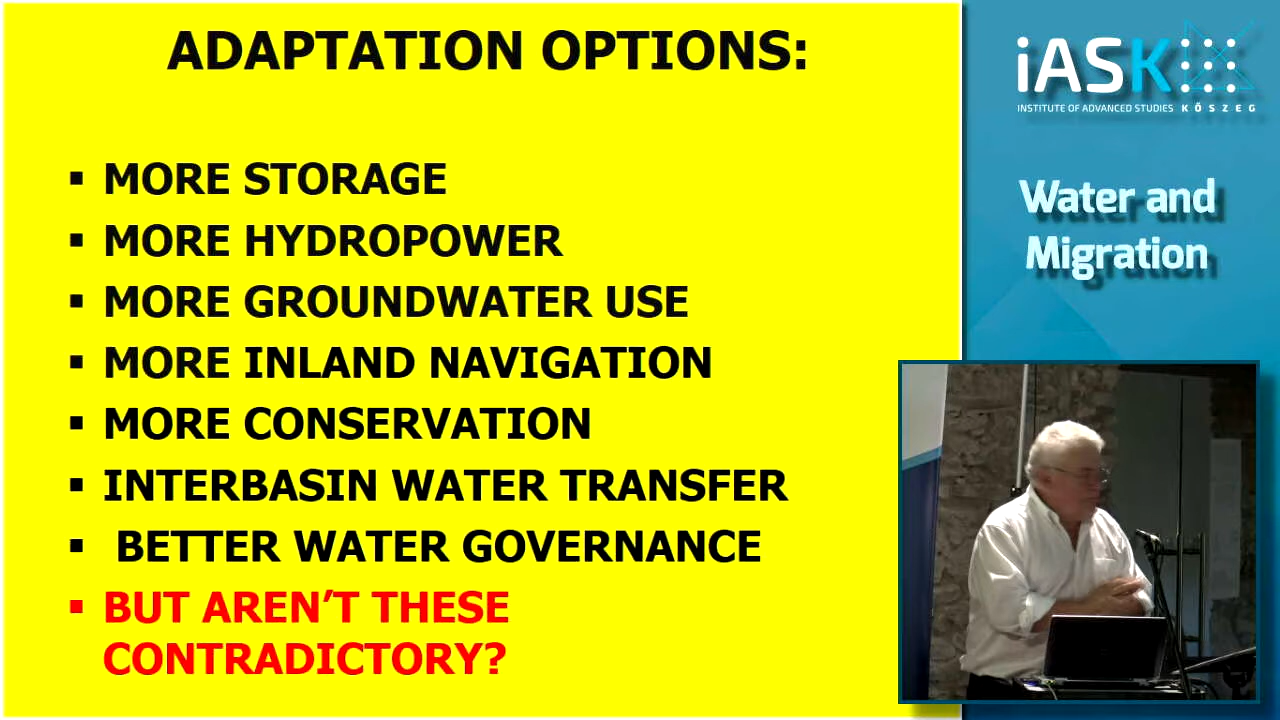 ADAPTATION OPTIONS:
▪ MORE STORAGE
▪ MORE HYDROPOWER
▪ MORE GROUNDWATER USE
▪ MORE INLAND NAVIGATION
▪ MORE CONSERVATION
▪ INTERBASIN WATER TRANSFER
▪ BETTER WATER GOVERNANCE
▪ BUT AREN’T THESE
CONTRADICTORY?
iASK
INSTITUTE OF ADVANCED STUDIES KŐSZEG
Water and
Migration